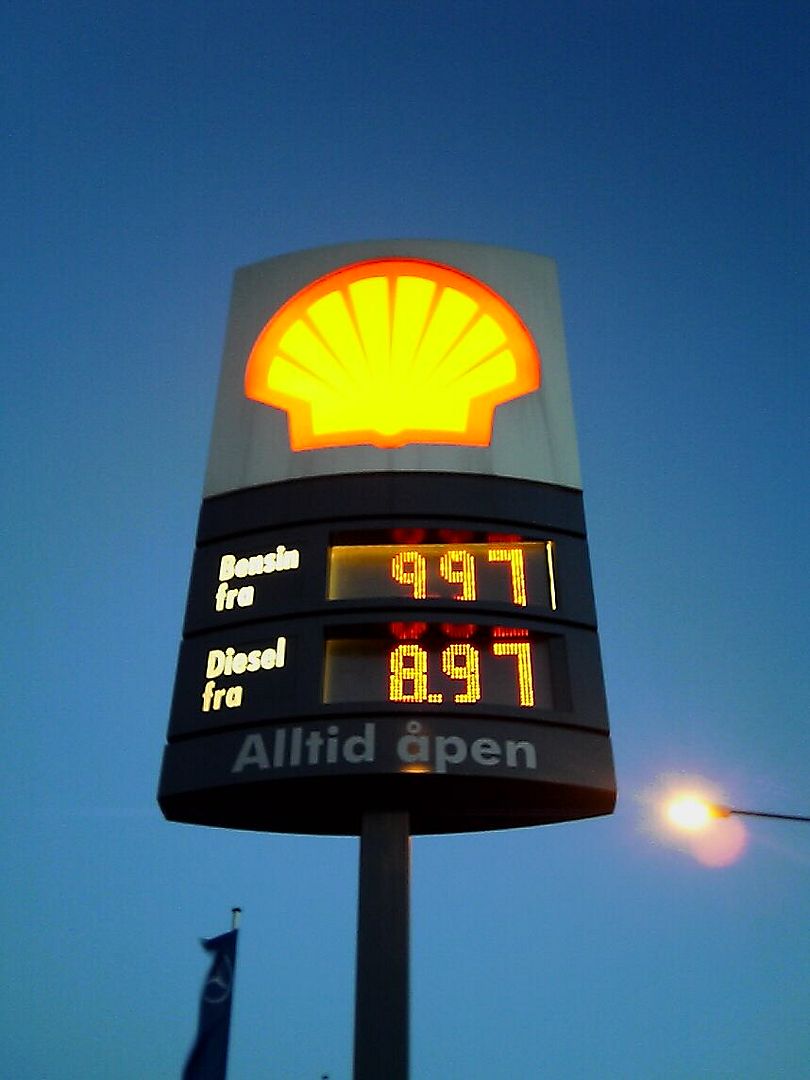 Bensin 9.97
fra
Diesel 8.97
fra
Alltid åpen